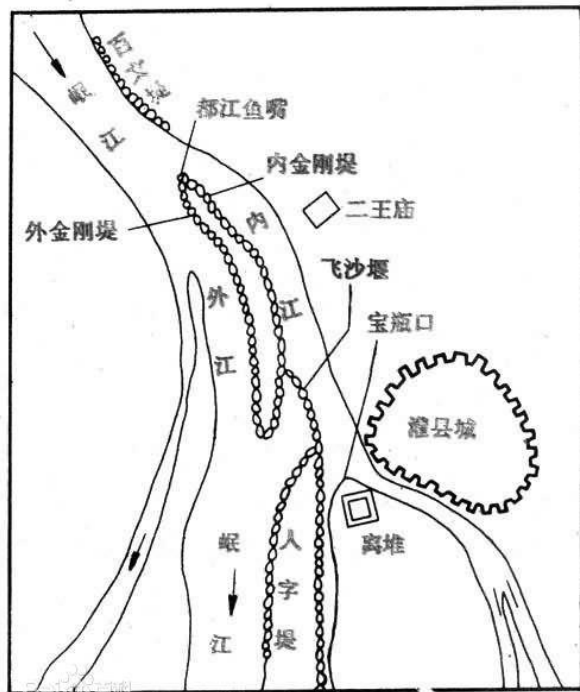 岷江
百丈堤
都江鱼嘴
内金刚堤
二王庙
外金刚堤
内江
飞沙堰
外江
宝瓶口
灌县城
离堆
岷江
人字堤